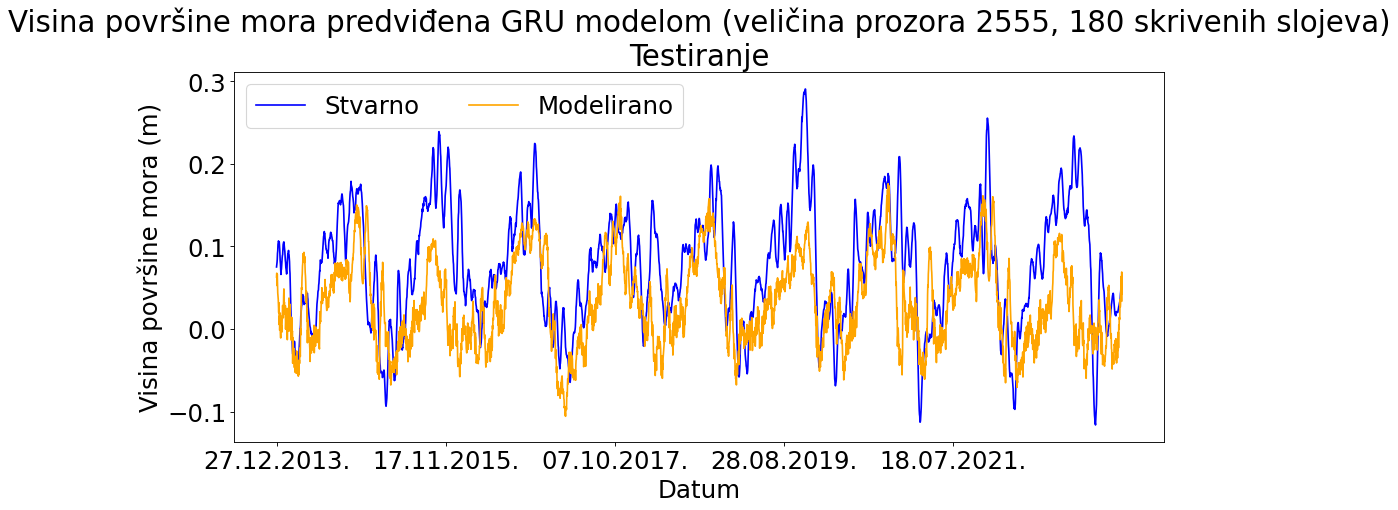 Visina površine mora predviđena GRU modelom (veličina prozora 2555, 180 skrivenih slojeva)
Testiranje
Stvarno
Modelirano
Visina površine mora (m)
0.3
0.2
0.1
0.0
−0.1
27.12.2013.
17.11.2015.
07.10.2017.
28.08.2019.
18.07.2021.
Datum